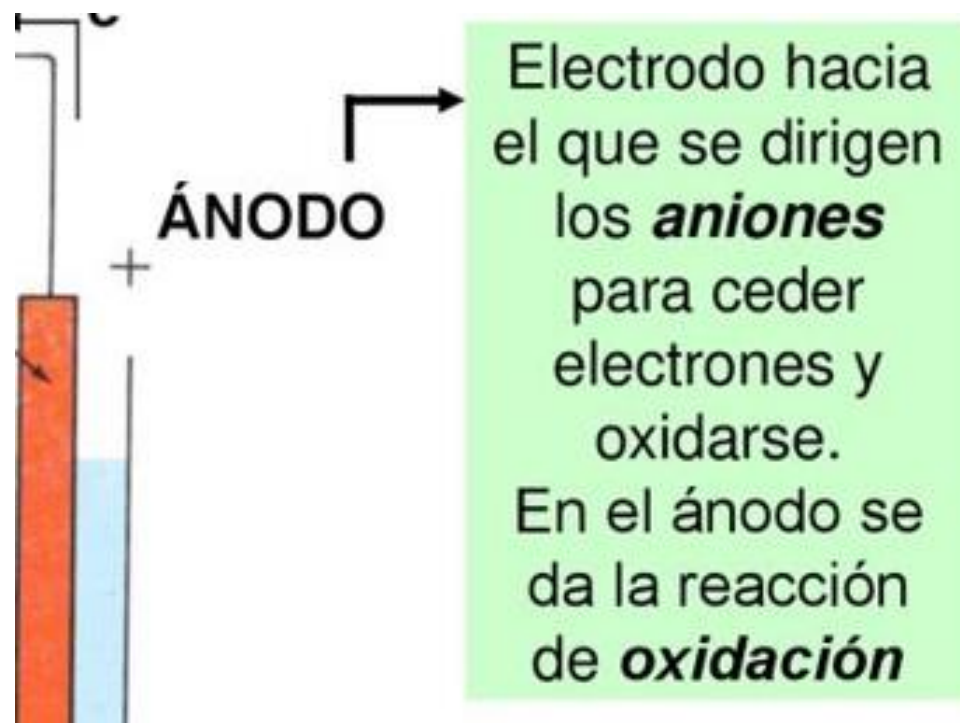 ÁNODO
+
Electrodo hacia
el que se dirigen
los aniones
para ceder
electrones y
oxidarse.
En el ánodo se
da la reacción
de oxidación